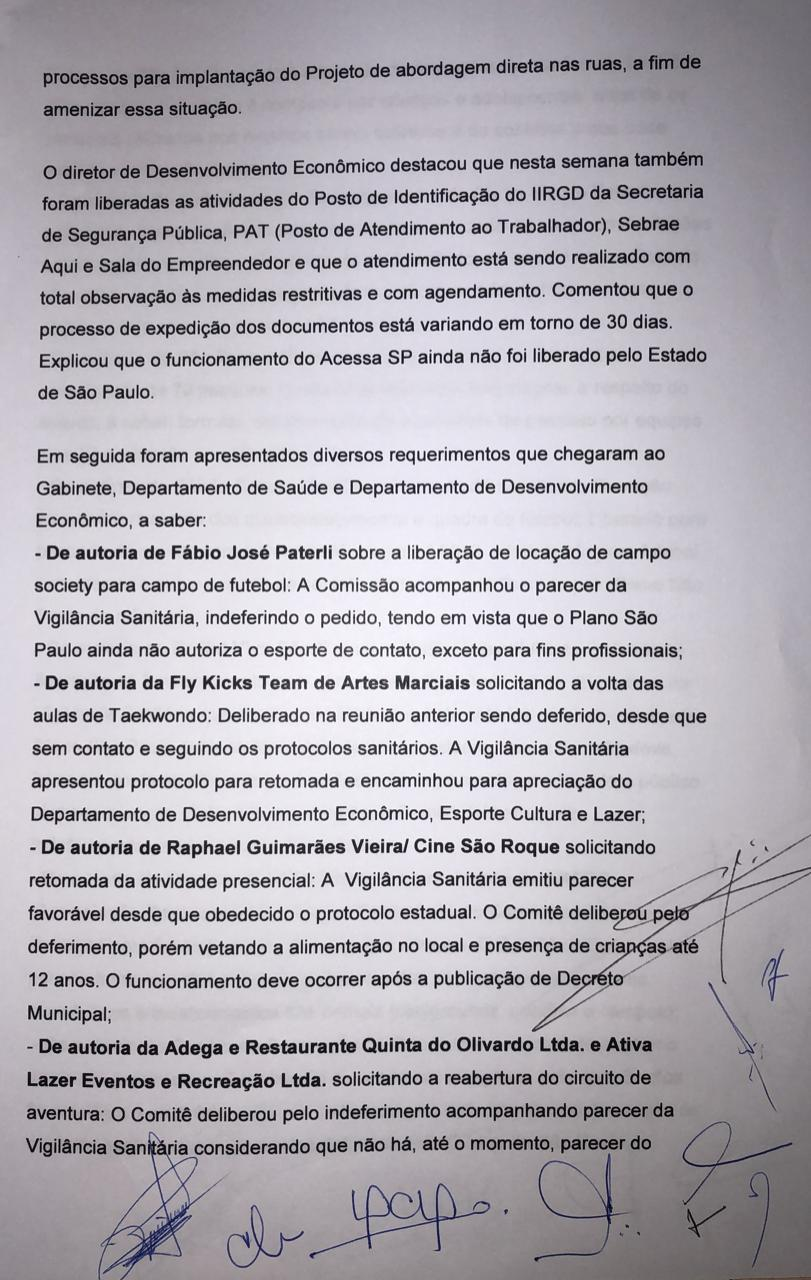 processos para implantação do Projeto de abordagem direta nas ruas, a fim de
amenizar essa situação.
O diretor de Desenvolvimento Econômico destacou que nesta semana também
foram liberadas as atividades do Posto de Identificação do IIRGD da Secretaria
de Segurança Pública, PAT (Posto de Atendimento ao Trabalhador), Sebrae
Aqui e Sala do Empreendedor e que o atendimento está sendo realizado com
total observação às medidas restritivas e com agendamento. Comentou que o
processo de expedição dos documentos está variando em torno de 30 dias.
Explicou que o funcionamento do Acessa SP ainda não foi liberado pelo Estado
de São Paulo.
Em seguida foram apresentados diversos requerimentos que chegaram ao
Gabinete, Departamento de Saúde e Departamento de Desenvolvimento
Econômico, a saber:
- De autoria de Fábio José Paterli sobre a liberação de locação de campo
society para campo de futebol: A Comissão acompanhou o parecer da
Vigilância Sanitária, indeferindo o pedido, tendo em vista que o Plano São
Paulo ainda não autoriza o esporte de contato, exceto para fins profissionais;
- De autoria da Fly Kicks Team de Artes Marciais solicitando a volta das
aulas de Taekwondo: Deliberado na reunião anterior sendo deferido, desde que
sem contato e seguindo os protocolos sanitários. A Vigilância Sanitária
apresentou protocolo para retomada e encaminhou para apreciação do
Departamento de Desenvolvimento Econômico, Esporte Cultura e Lazer;
- De autoria de Raphael Guimarães Vieira/ Cine São Roque solicitando
retomada da atividade presencial: A Vigilância Sanitária emitiu parecer
favorável desde que obedecido o protocolo estadual. O Comitê deliberou pelo
deferimento, porém vetando a alimentação no local e presença de crianças até
12 anos. O funcionamento deve ocorrer após a publicação de Decreto
Municipal;
- De autoria da Adega e Restaurante Quinta do Olivardo Ltda. e Ativa
Lazer Eventos e Recreação Ltda. solicitando a reabertura do circuito de
aventura: O Comitê deliberou pelo indeferimento acompanhando parecer da
Vigilância Sanitária considerando que não há, até o momento, parecer do